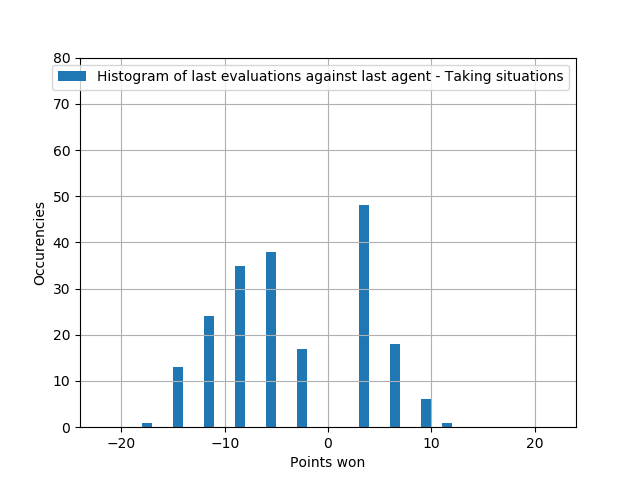 Histogram of last evaluations against last agent - Taking situations
80
70
60
50
40
30
20
10
0
Occurencies
−20 −10 0 10 20
Points won